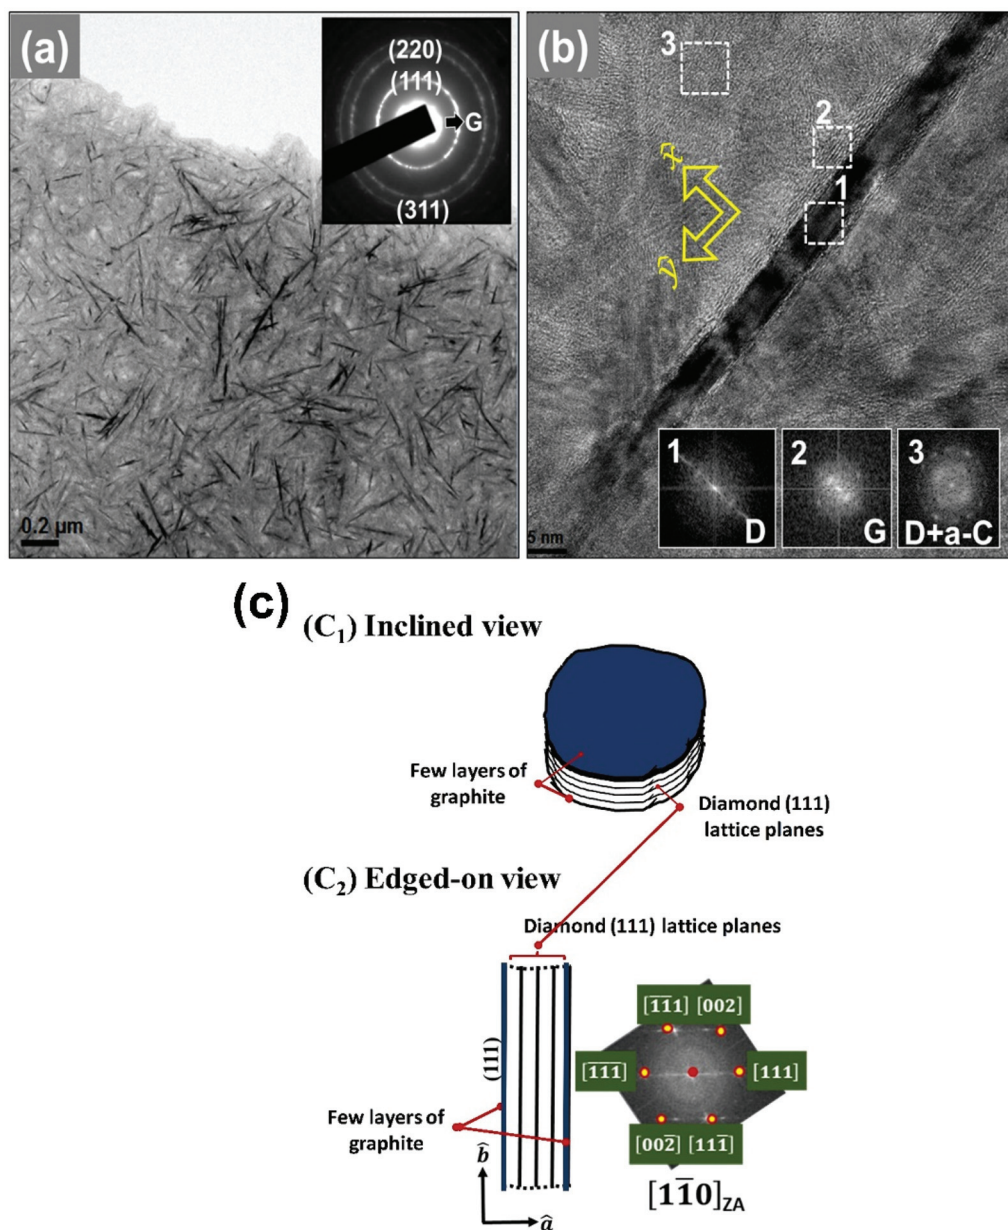 (a)
(220)
(111)
G
(311)
0.2 µm
(b)
3
2
1
x̂
ŷ
1
D
2
G
3
D+a-C
5 nm
(c)
(C₁) Inclined view
Few layers of
graphite
Diamond (111)
lattice planes
(C₂) Edged-on view
Diamond (111) lattice planes
(111)
Few layers of
graphite
b̂
â
[1̅1̅1] [002]
[1̅1̅1̅]
[111]
[002̅] [111̅]
[11̅0]ZA